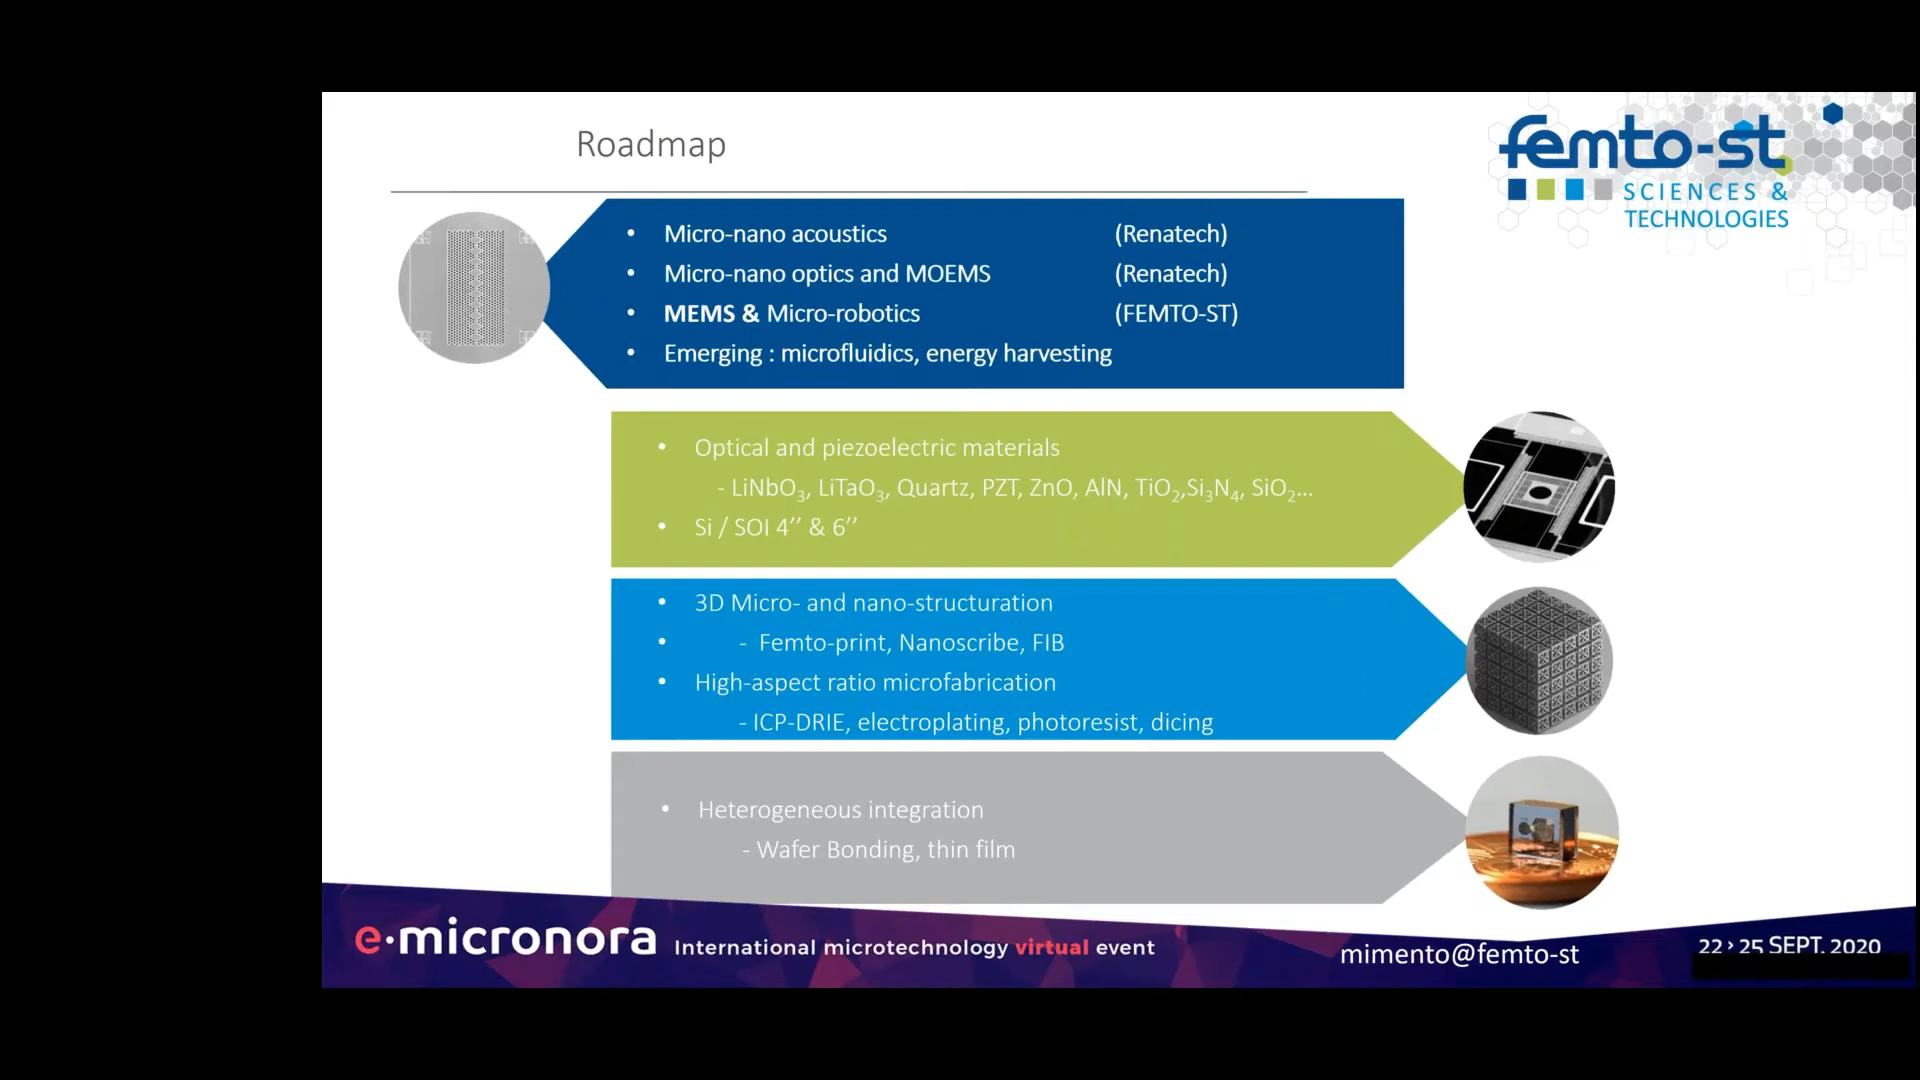 Roadmap
femto-st
SCIENCES &
TECHNOLOGIES
• Micro-nano acoustics (Renatech)
• Micro-nano optics and MOEMS (Renatech)
• MEMS & Micro-robotics (FEMTO-ST)
• Emerging : microfluidics, energy harvesting
• Optical and piezoelectric materials
- LiNbO₃, LiTaO₃, Quartz, PZT, ZnO, AlN, TiO₂,Si₃N₄, SiO₂...
• Si / SOI 4’’ & 6’’
• 3D Micro- and nano-structuration
• - Femto-print, Nanoscribe, FIB
• High-aspect ratio microfabrication
- ICP-DRIE, electroplating, photoresist, dicing
• Heterogeneous integration
- Wafer Bonding, thin film
e·micronora International microtechnology virtual event
mimento@femto-st
22 > 25 SEPT. 2020